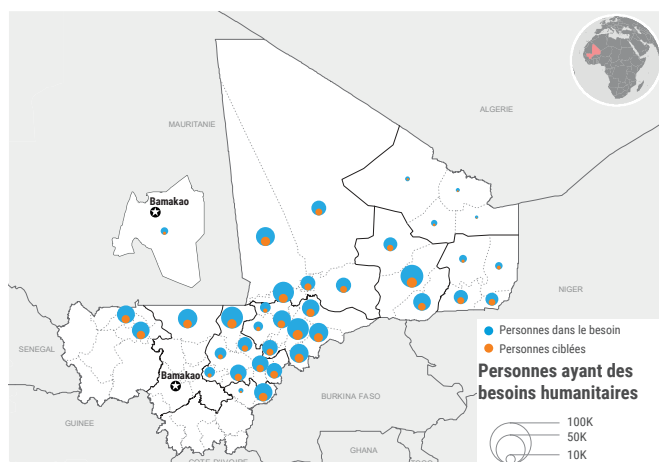 ALGERIE
MAURITANIE
Bamakao
NIGER
SENEGAL
Bamakao
BURKINA FASO
GUINEE
GHANA
Personnes dans le besoin
Personnes ciblées
Personnes ayant des
besoins humanitaires
100K
50K
10K